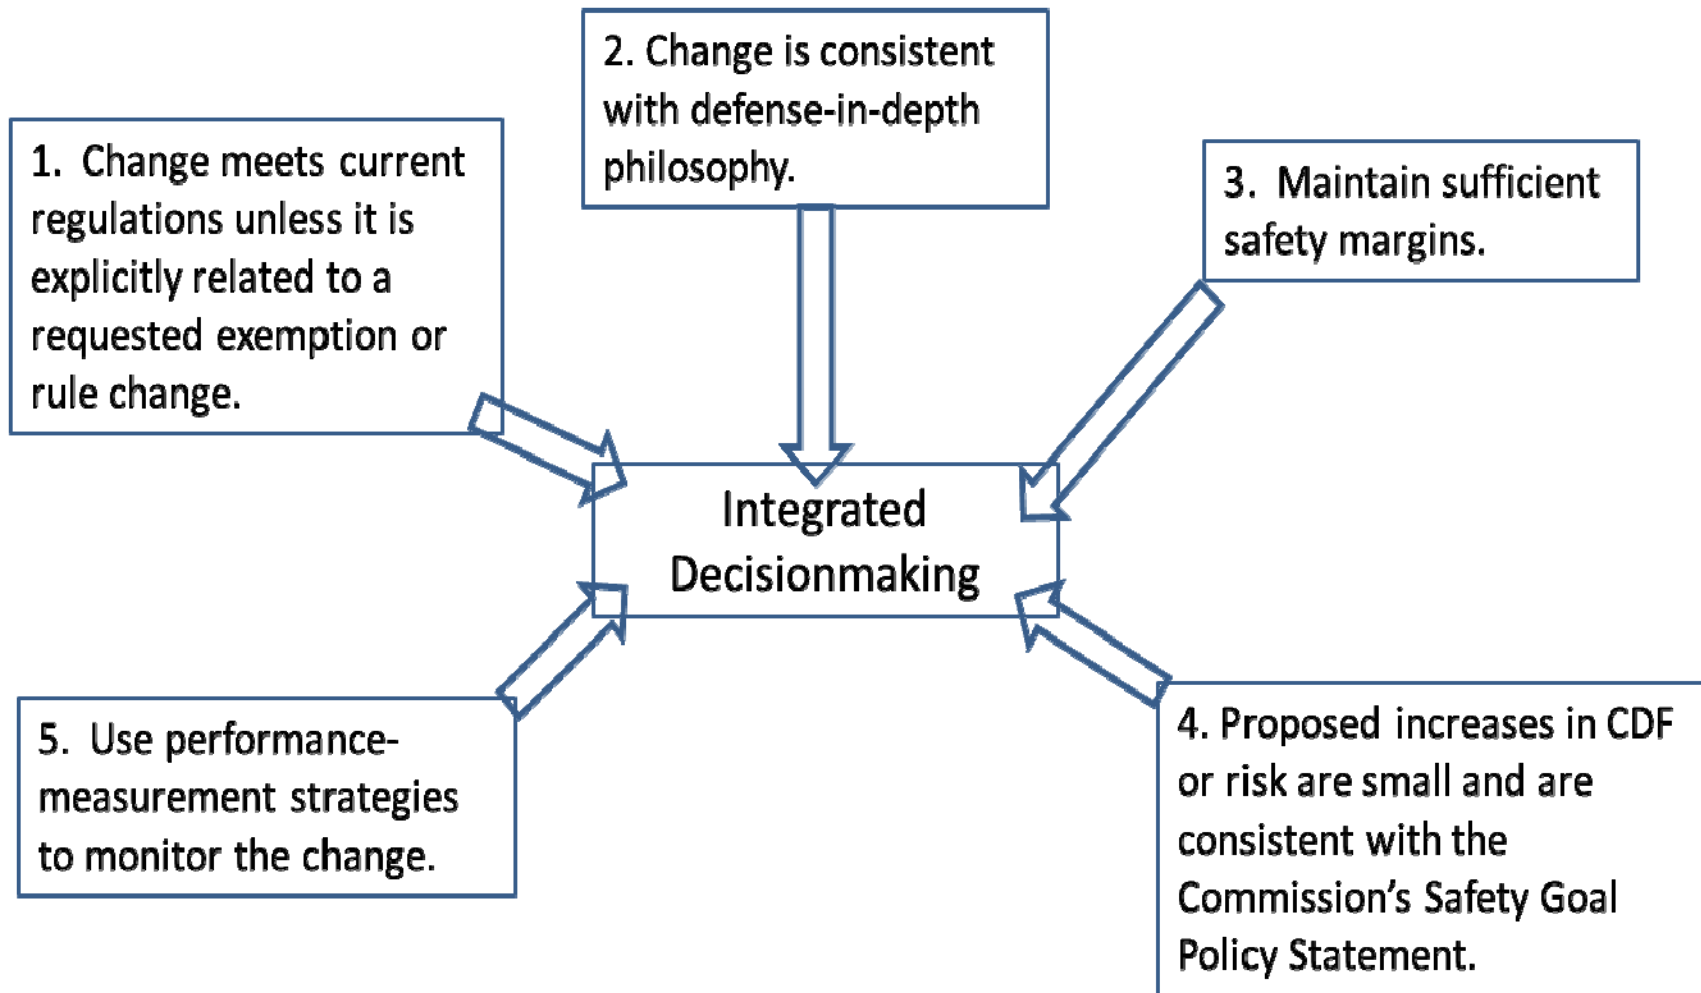 1. Change meets current
regulations unless it is
explicitly related to a
requested exemption or
rule change.
2. Change is consistent
with defense-in-depth
philosophy.
3. Maintain sufficient
safety margins.
Integrated
Decisionmaking
4. Proposed increases in CDF
or risk are small and are
consistent with the
Commission’s Safety Goal
Policy Statement.
5. Use performance-
measurement strategies
to monitor the change.